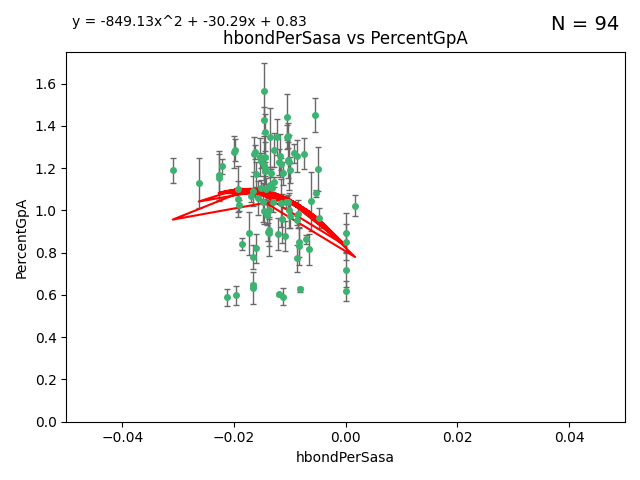 y = -849.13x^2 + -30.29x + 0.83
N = 94
hbondPerSasa vs PercentGpA
PercentGpA
1.6
1.4
1.2
1.0
0.8
0.6
0.4
0.2
0.0
−0.04 −0.02 0.00 0.02 0.04
hbondPerSasa